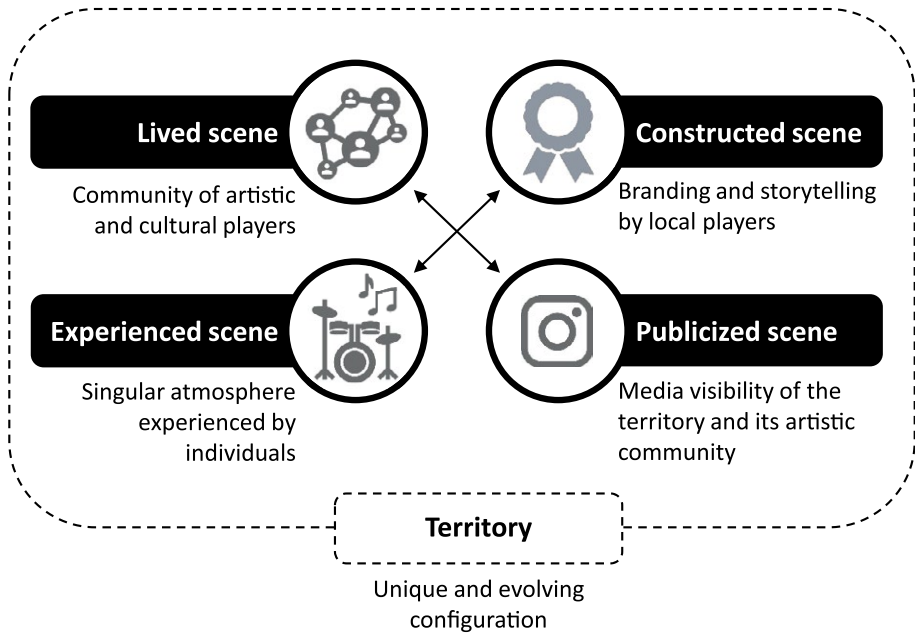 Lived scene
Community of artistic
and cultural players
Constructed scene
Branding and storytelling
by local players
Experienced scene
Singular atmosphere
experienced by
individuals
Publicized scene
Media visibility of the
territory and its artistic
community
Territory
Unique and evolving
configuration